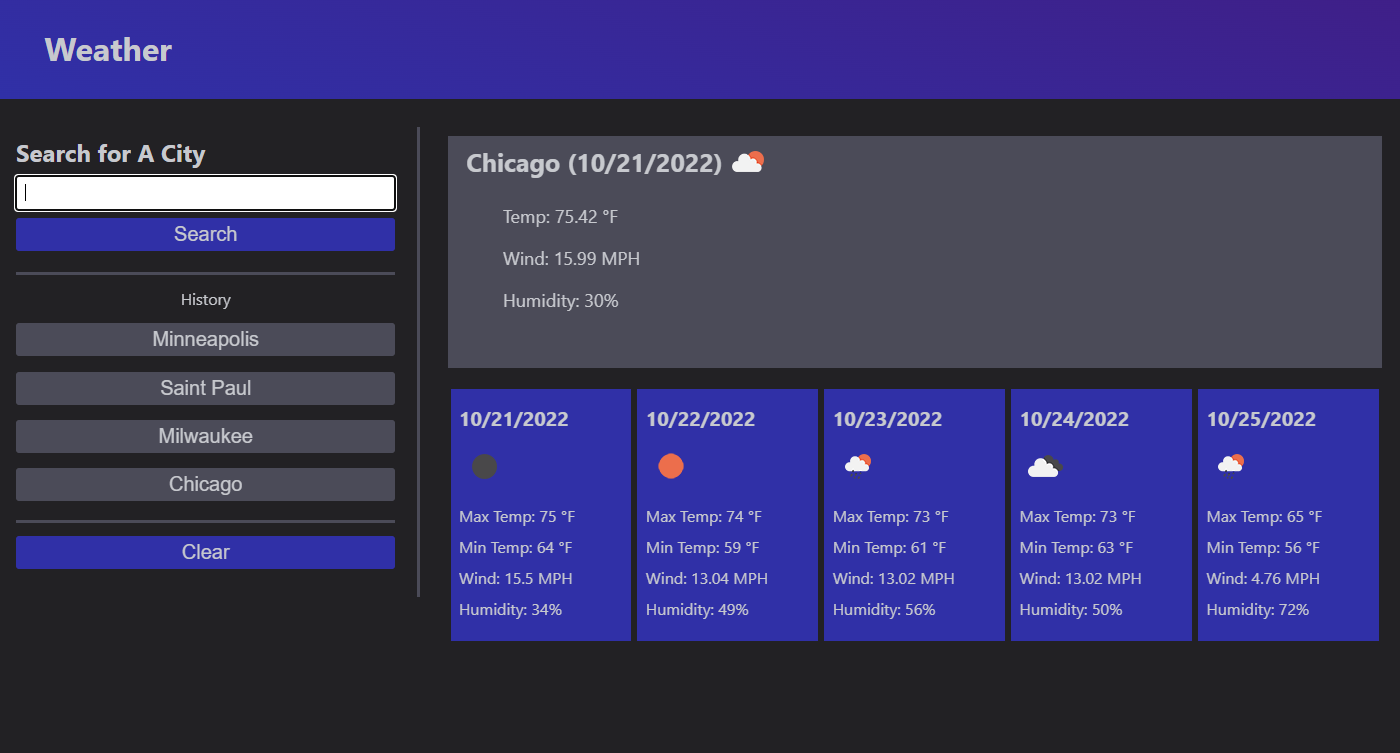 Weather
Search for A City
Search
History
Minneapolis
Saint Paul
Milwaukee
Chicago
Clear
Chicago (10/21/2022)
Temp: 75.42 °F
Wind: 15.99 MPH
Humidity: 30%
10/21/2022
Max Temp: 75 °F
Min Temp: 64 °F
Wind: 15.5 MPH
Humidity: 34%
10/22/2022
Max Temp: 74 °F
Min Temp: 59 °F
Wind: 13.04 MPH
Humidity: 49%
10/23/2022
Max Temp: 73 °F
Min Temp: 61 °F
Wind: 13.02 MPH
Humidity: 56%
10/24/2022
Max Temp: 73 °F
Min Temp: 63 °F
Wind: 13.02 MPH
Humidity: 50%
10/25/2022
Max Temp: 65 °F
Min Temp: 56 °F
Wind: 4.76 MPH
Humidity: 72%